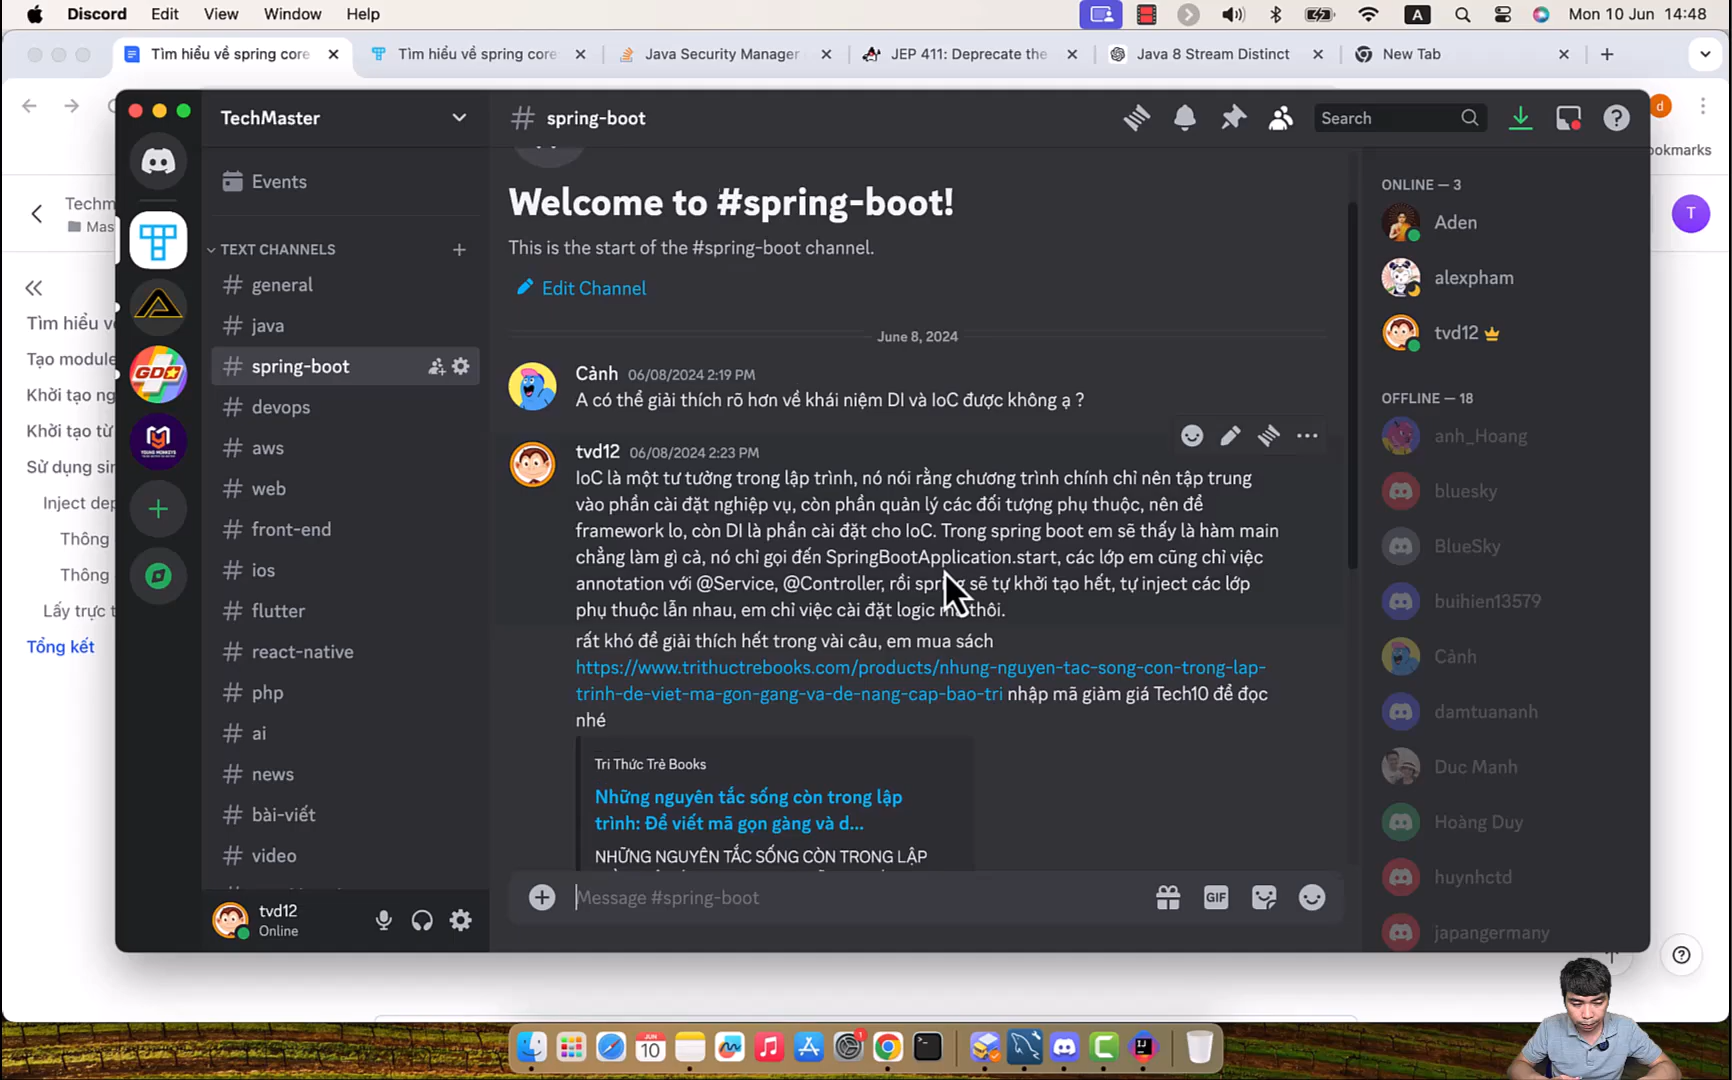 Discord
Edit
View
Window
Help
A
Mon 10 Jun 14:48
Tìm hiểu về spring core
Tìm hiểu về spring core
Java Security Manager
JEP 411: Deprecate the
Java 8 Stream Distinct
New Tab
d
ookmarks
Techm
Mas
T
Tìm hiểu về
Tạo module
Khởi tạo ng
Khởi tạo từ
Sử dụng sin
Inject dep
Thông
Thông
Lấy trực t
Tổng kết
TechMaster
Events
TEXT CHANNELS
general
java
spring-boot
devops
aws
web
front-end
ios
flutter
react-native
php
ai
news
bài-viết
video
tvd12
Online
spring-boot
Search
Welcome to #spring-boot!
This is the start of the #spring-boot channel.
Edit Channel
June 8, 2024
Cảnh 06/08/2024 2:19 PM
A có thể giải thích rõ hơn về khái niệm DI và IoC được không ạ ?
tvd12 06/08/2024 2:23 PM
IoC là một tư tưởng trong lập trình, nó nói rằng chương trình chính chỉ nên tập trung
vào phần cài đặt nghiệp vụ, còn phần quản lý các đối tượng phụ thuộc, nên để
framework lo, còn DI là phần cài đặt cho IoC. Trong spring boot em sẽ thấy là hàm main
chẳng làm gì cả, nó chỉ gọi đến SpringBootApplication.start, các lớp em cũng chỉ việc
annotation với @Service, @Controller, rồi spring sẽ tự khởi tạo hết, tự inject các lớp
phụ thuộc lẫn nhau, em chỉ việc cài đặt logic mà thôi.
rất khó để giải thích hết trong vài câu, em mua sách
https://www.trithuctrebooks.com/products/nhung-nguyen-tac-song-con-trong-lap-
trinh-de-viet-ma-gon-gang-va-de-nang-cap-bao-tri nhập mã giảm giá Tech10 để đọc
nhé
Tri Thức Trẻ Books
Những nguyên tắc sống còn trong lập
trình: Để viết mã gọn gàng và d...
NHỮNG NGUYÊN TẮC SỐNG CÒN TRONG LẬP
Message #spring-boot
GIF
ONLINE — 3
Aden
alexpham
tvd12
OFFLINE — 18
anh_Hoang
bluesky
BlueSky
buihien13579
Cảnh
damtuananh
Duc Manh
Hoàng Duy
huynhctd
japangermany
JUN
10
1